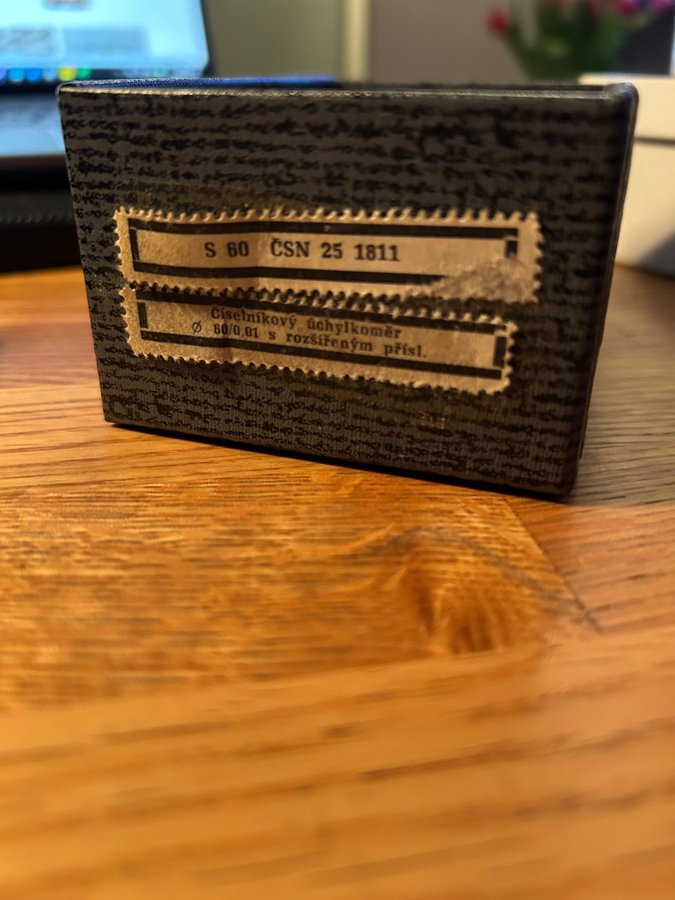 S 60 ČSN 25 1811
Číselníkový úchylkoměr
Ø 60/0,01 s rozšířeným přísl.